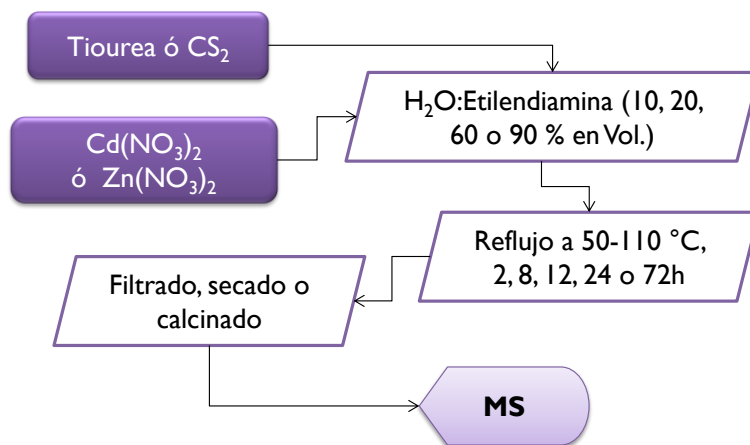 Tiourea ó CS₂
H₂O:Etilendiamina (10, 20,
60 o 90 % en Vol.)
Cd(NO₃)₂
ó Zn(NO₃)₂
Reflujo a 50-110 °C,
2, 8, 12, 24 o 72h
Filtrado, secado o
calcinado
MS